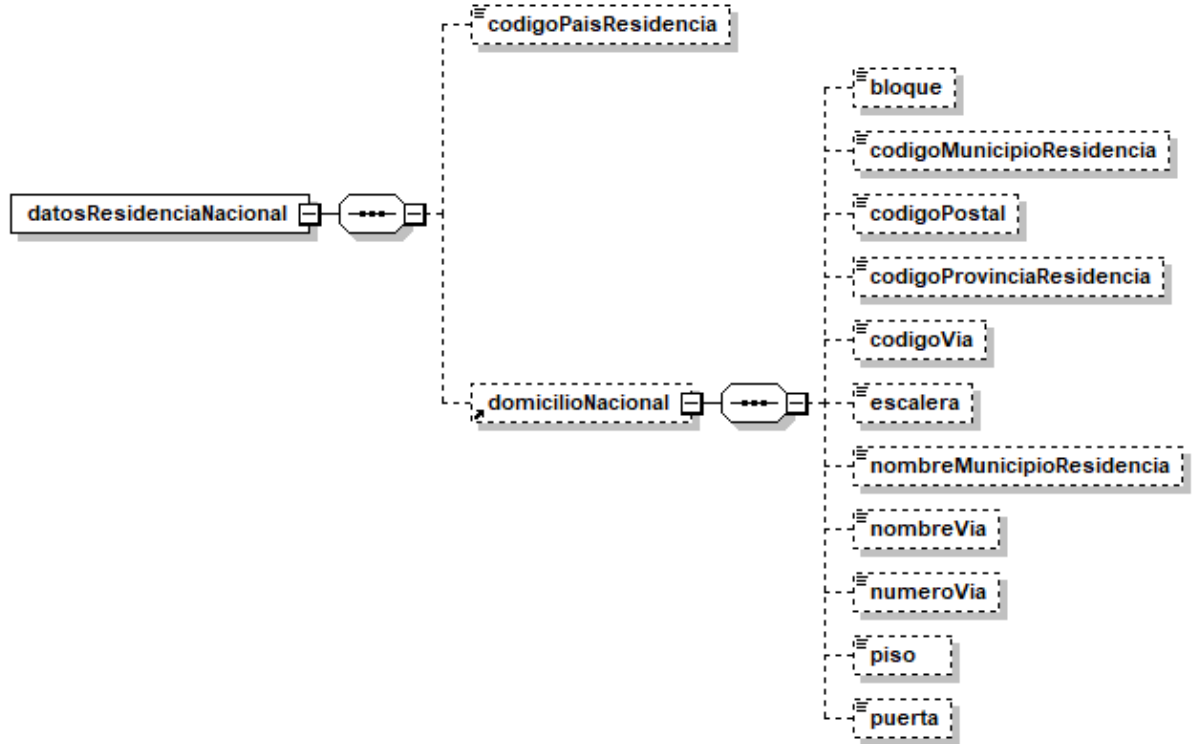 codigoPaisResidencia
bloque
codigoMunicipioResidencia
datosResidenciaNacional
codigoPostal
codigoProvinciaResidencia
codigoVia
domicilioNacional
escalera
nombreMunicipioResidencia
nombreVia
numeroVia
piso
puerta